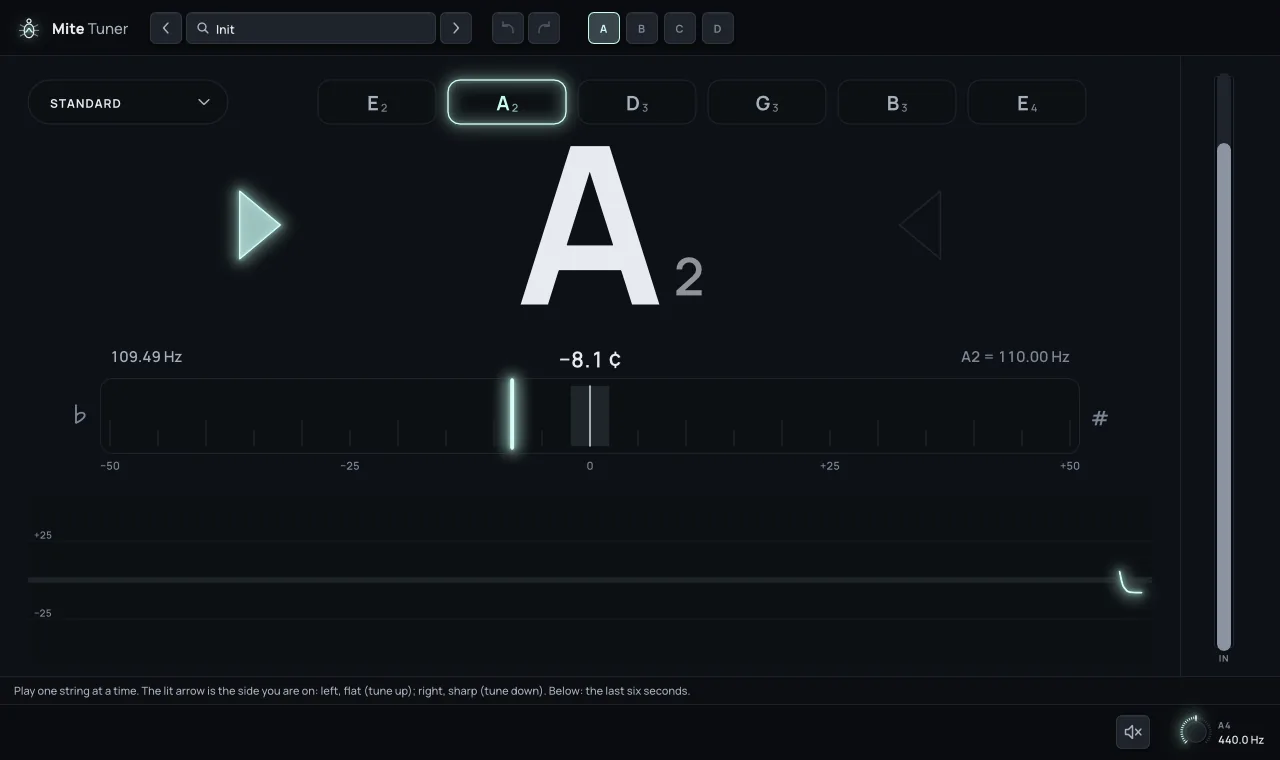 Mite Tuner
Init
A B C D
STANDARD
E2 A2 D3 G3 B3 E4
A2
109.49 Hz
−8.1 ¢
A2 = 110.00 Hz
♭
#
−50 −25 0 +25 +50
+25
−25
IN
Play one string at a time. The lit arrow is the side you are on: left, flat (tune up); right, sharp (tune down). Below: the last six seconds.
A4
440.0 Hz